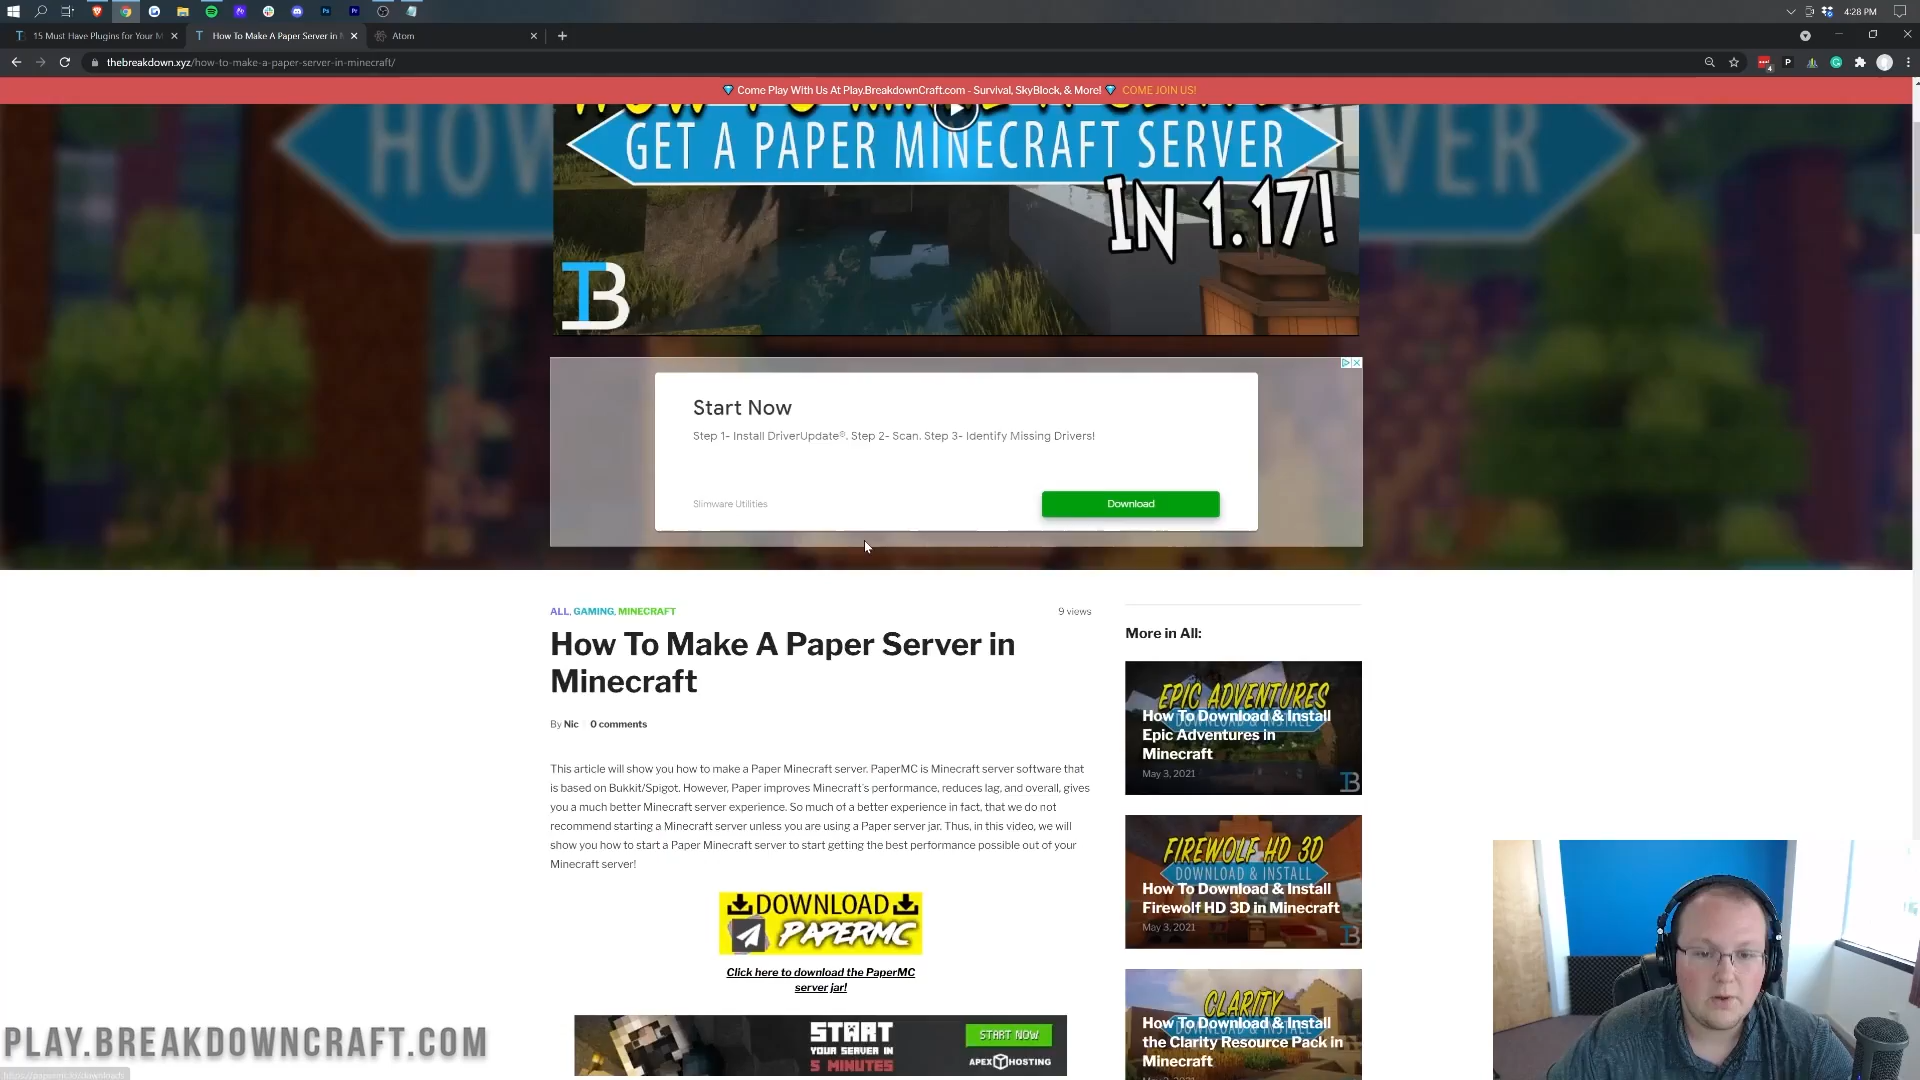 4:28 PM
15 Must Have Plugins for Your M
How To Make A Paper Server in
Atom
thebreakdown.xyz/how-to-make-a-paper-server-in-minecraft/
Come Play With Us At Play.BreakdownCraft.com - Survival, SkyBlock, & More! COME JOIN US!
GET A PAPER MINECRAFT SERVER
IN 1.17!
TB
HOW
VER
Start Now
Step 1- Install DriverUpdate®. Step 2- Scan. Step 3- Identify Missing Drivers!
Slimware Utilities
Download
ALL, GAMING, MINECRAFT
9 views
How To Make A Paper Server in
Minecraft
By Nic 0 comments
This article will show you how to make a Paper Minecraft server. PaperMC is Minecraft server software that
is based on Bukkit/Spigot. However, Paper improves Minecraft's performance, reduces lag, and overall, gives
you a much better Minecraft server experience. So much of a better experience in fact, that we do not
recommend starting a Minecraft server unless you are using a Paper server jar. Thus, in this video, we will
show you how to start a Paper Minecraft server to start getting the best performance possible out of your
Minecraft server!
DOWNLOAD
PAPERMC
Click here to download the PaperMC
server jar!
START
YOUR SERVER IN
5 MINUTES
START NOW
APEX HOSTING
More in All:
EPIC ADVENTURES
DOWNLOAD & INSTALL
How To Download & Install
Epic Adventures in
Minecraft
May 3, 2021
TB
FIREWOLF HD 3D
DOWNLOAD & INSTALL
How To Download & Install
Firewolf HD 3D in Minecraft
May 3, 2021
TB
CLARITY
How To Download & Install
the Clarity Resource Pack in
Minecraft
PLAY.BREAKDOWNCRAFT.COM
https://papermc.io/downloads